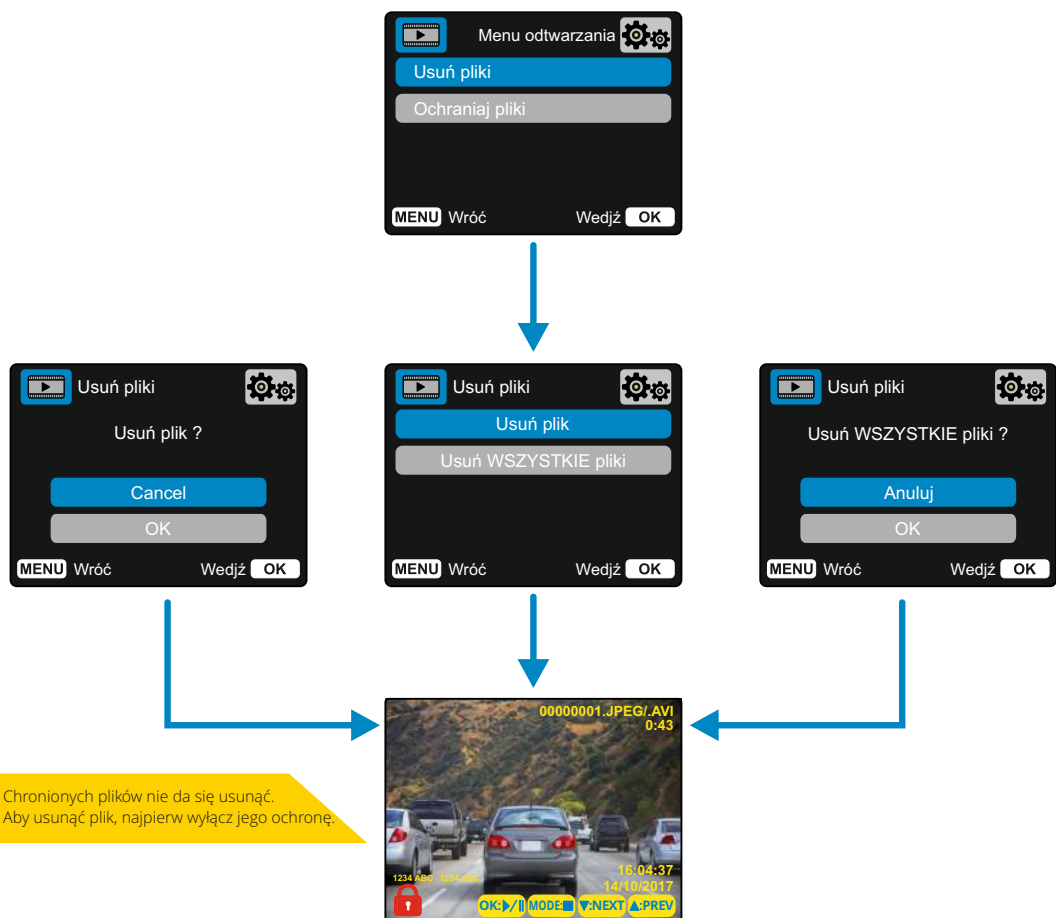 Menu odtwarzania
Usuń pliki
Ochraniaj pliki
MENU Wróć Wedjź OK
Usuń pliki
Usuń plik ?
Cancel
OK
MENU Wróć Wedjź OK
Usuń pliki
Usuń plik
Usuń WSZYSTKIE pliki
MENU Wróć Wedjź OK
Usuń pliki
Usuń WSZYSTKIE pliki ?
Anuluj
OK
MENU Wróć Wedjź OK
00000001.JPEG/.AVI
0:43
Chronionych plików nie da się usunąć.
Aby usunąć plik, najpierw wyłącz jego ochronę.
16:04:37
1234 ABC 1234 ABC
14/10/2017
OK: MODE: ▼:NEXT ▲:PREV